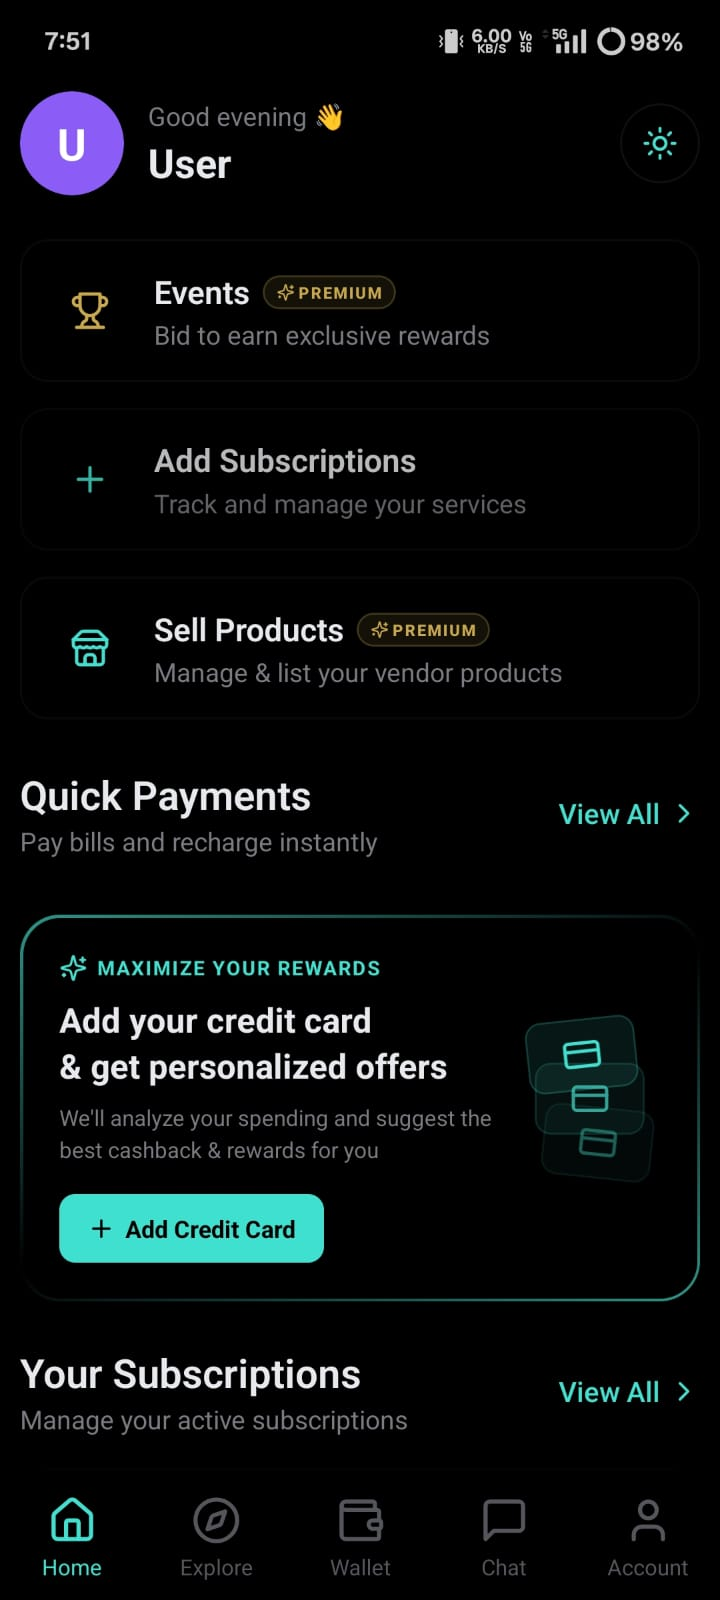 7:51
6.00 KB/S Vo 5G 5G 98%
U
Good evening 👋
User
Events PREMIUM
Bid to earn exclusive rewards
Add Subscriptions
Track and manage your services
Sell Products PREMIUM
Manage & list your vendor products
Quick Payments
View All
Pay bills and recharge instantly
MAXIMIZE YOUR REWARDS
Add your credit card
& get personalized offers
We'll analyze your spending and suggest the
best cashback & rewards for you
Add Credit Card
Your Subscriptions
View All
Manage your active subscriptions
Home Explore Wallet Chat Account